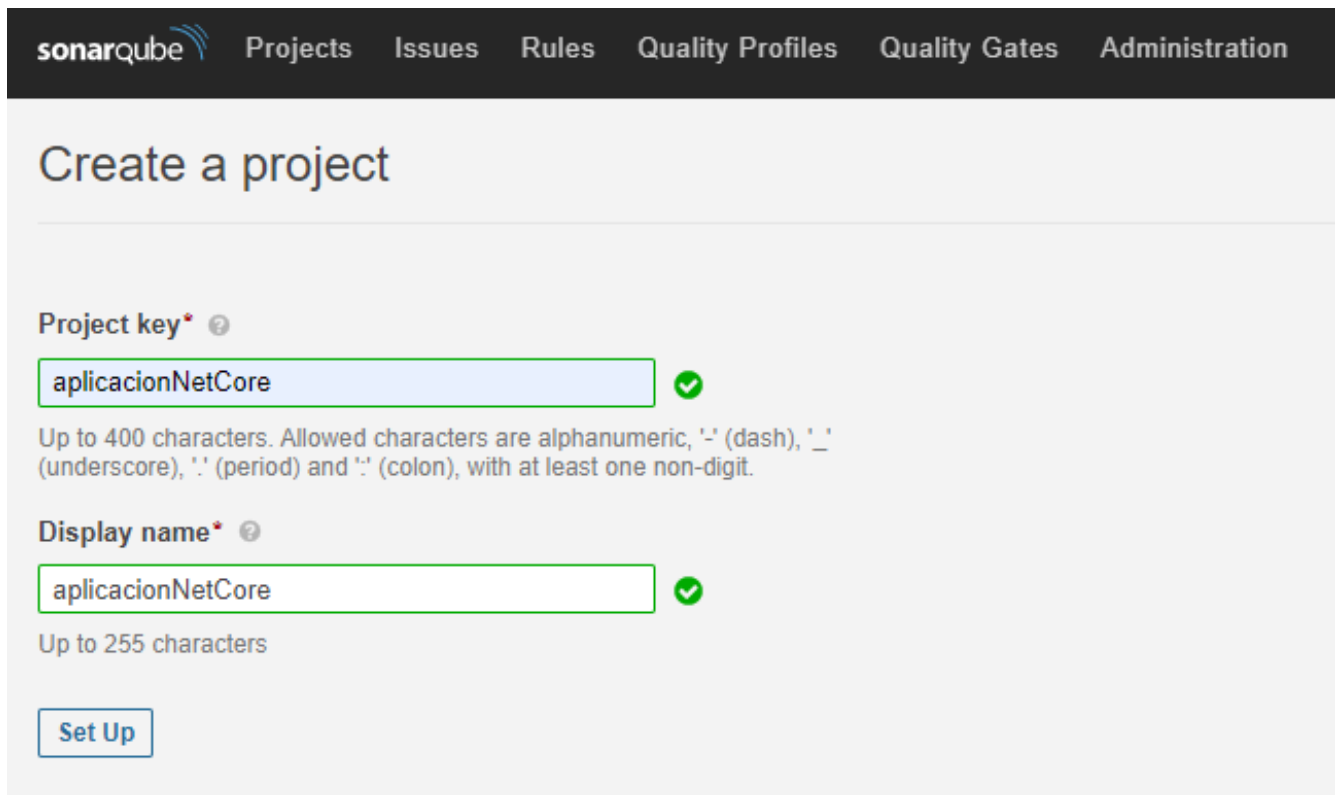 sonarqube Projects Issues Rules Quality Profiles Quality Gates Administration
Create a project
Project key*
aplicacionNetCore
Up to 400 characters. Allowed characters are alphanumeric, '-' (dash), '_'
(underscore), '.' (period) and ':' (colon), with at least one non-digit.
Display name*
aplicacionNetCore
Up to 255 characters
Set Up